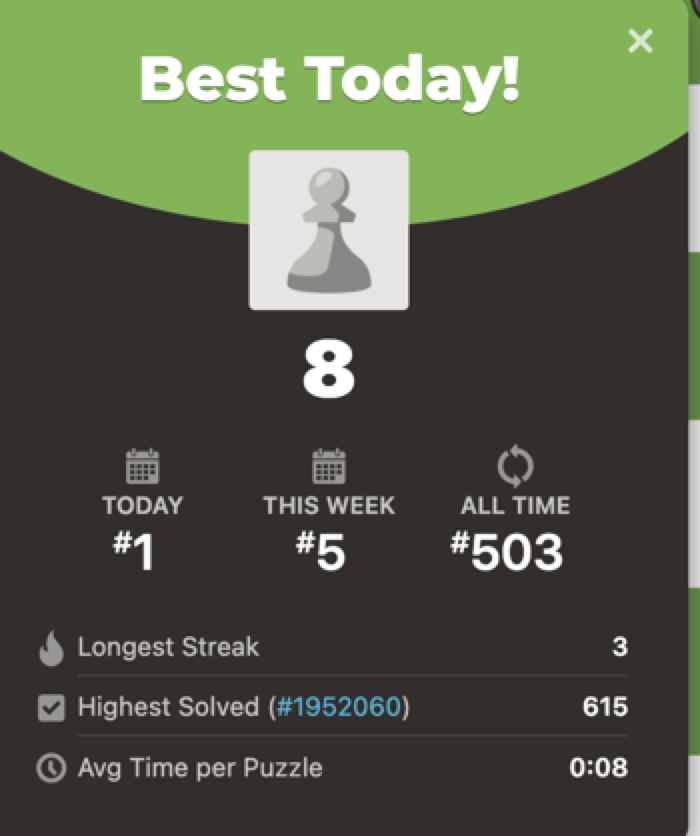 Best Today!
8
TODAY THIS WEEK ALL TIME
#1 #5 #503
Longest Streak 3
Highest Solved (#1952060) 615
Avg Time per Puzzle 0:08